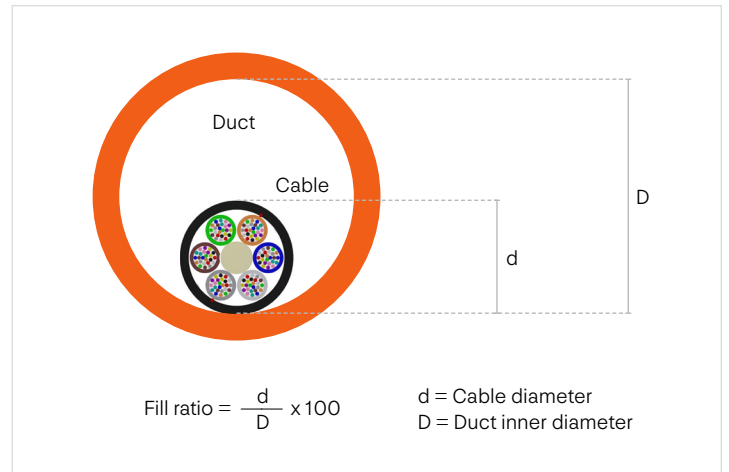 Duct
Cable
D
d
Fill ratio = d/D x 100
d = Cable diameter
D = Duct inner diameter